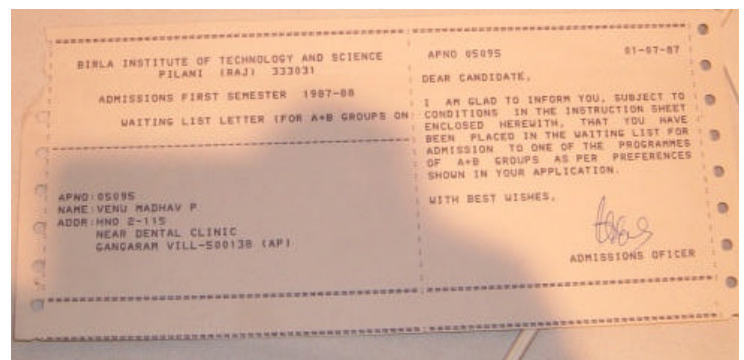 BIRLA INSTITUTE OF TECHNOLOGY AND SCIENCE
PILANI (RAJ) 333031
ADMISSIONS FIRST SEMESTER 1987-88
WAITING LIST LETTER (FOR A+B GROUPS ON
APNO:05095
NAME:VENU MADHAV P
ADDR:HNO 2-115
NEAR DENTAL CLINIC
GANGARAM VILL-500138 (AP)
APNO 05095 01-07-87
DEAR CANDIDATE,
I AM GLAD TO INFORM YOU, SUBJECT TO
CONDITIONS IN THE INSTRUCTION SHEET
ENCLOSED HEREWITH, THAT YOU HAVE
BEEN PLACED IN THE WAITING LIST FOR
ADMISSION TO ONE OF THE PROGRAMMES
OF A+B GROUPS AS PER PREFERENCES
SHOWN IN YOUR APPLICATION.
WITH BEST WISHES,
ADMISSIONS OFICER